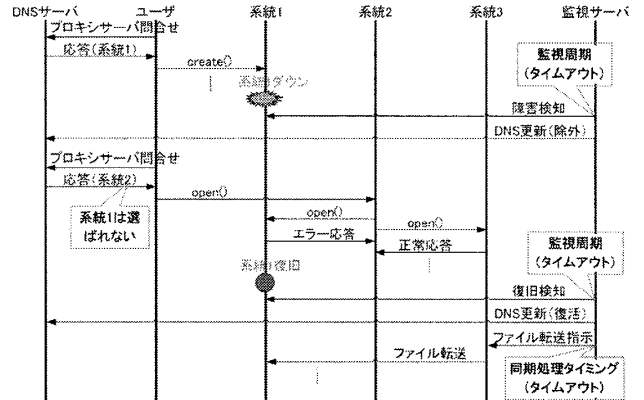 DNSサーバ ユーザ 系統1 系統2 系統3 監視サーバ
プロキシサーバ問合せ
応答(系統1)
create()
監視周期
(タイムアウト)
系統1ダウン
障害検知
DNS更新(除外)
プロキシサーバ問合せ
応答(系統2)
open()
系統1は選
ばれない
open()
open()
エラー応答
正常応答
監視周期
(タイムアウト)
系統1復旧
復旧検知
DNS更新(復活)
ファイル転送指示
ファイル転送
同期処理タイミング
(タイムアウト)